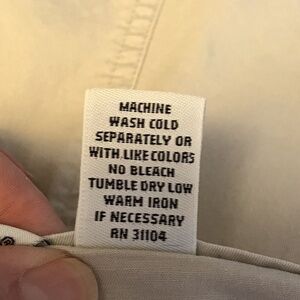 MACHINE
WASH COLD
SEPARATELY OR
WITH LIKE COLORS
NO BLEACH
TUMBLE DRY LOW
WARM IRON
IF NECESSARY
RN 31104